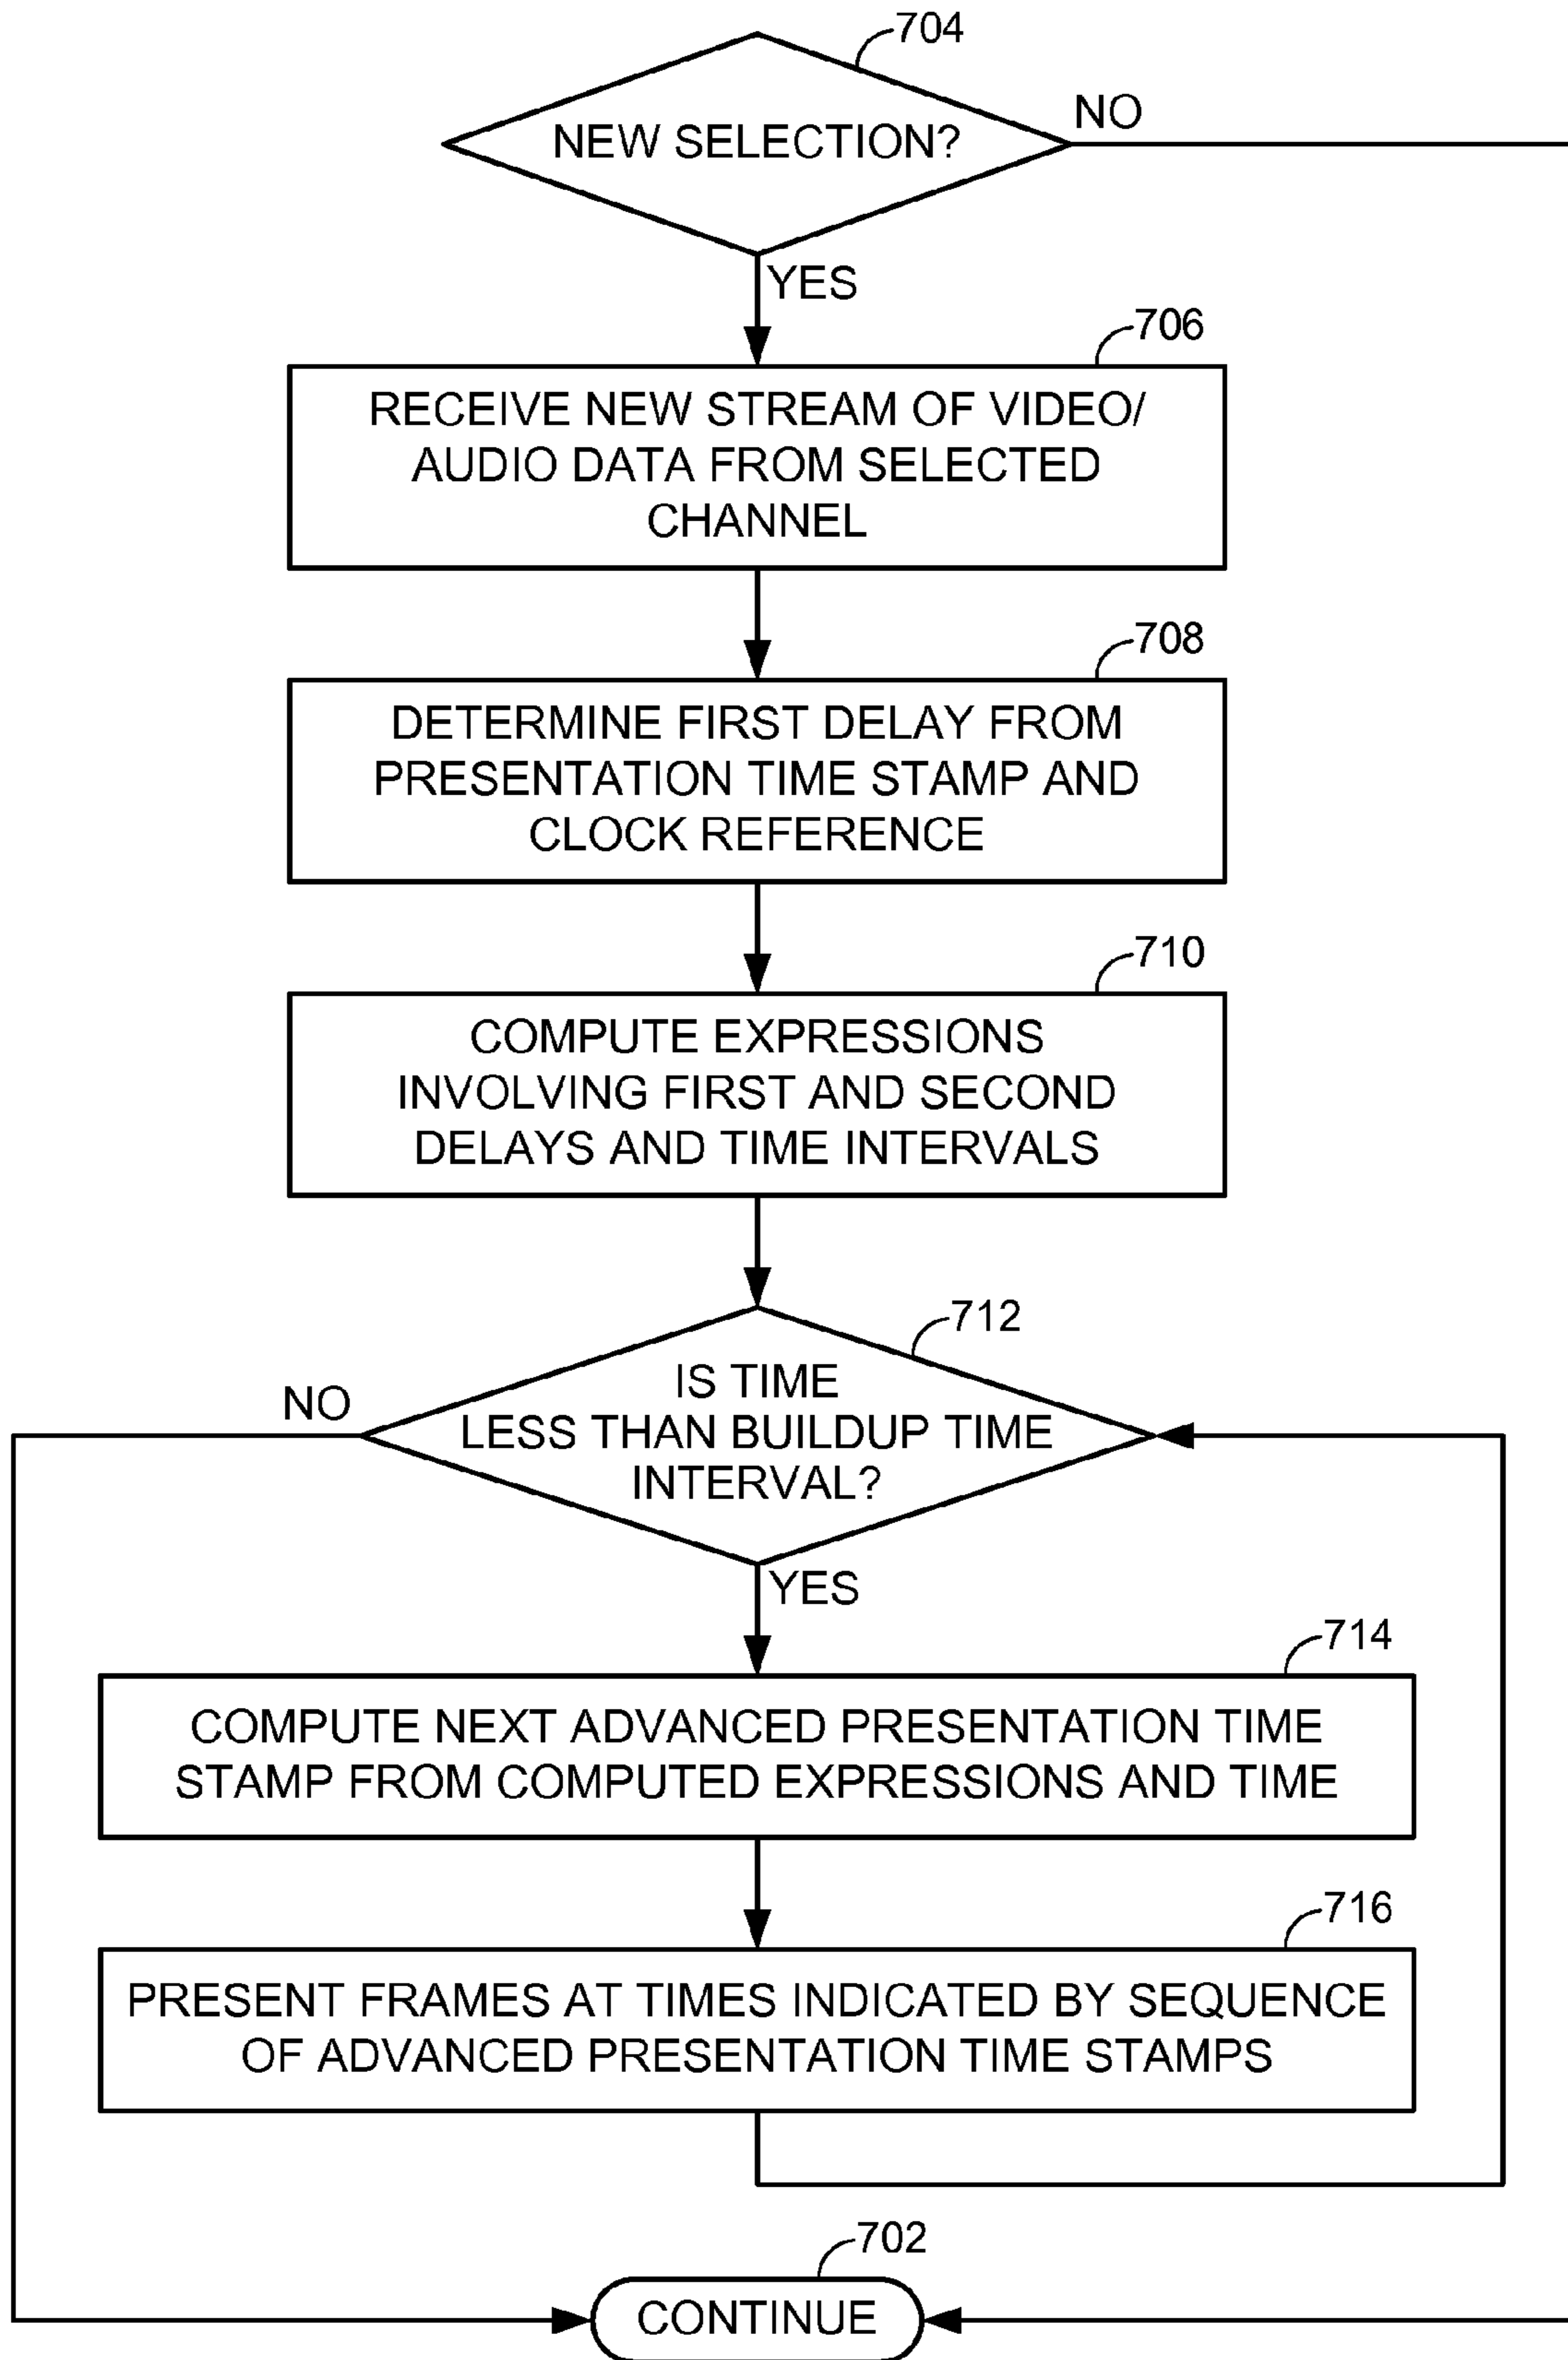 704
NEW SELECTION?
NO
YES
706
RECEIVE NEW STREAM OF VIDEO/
AUDIO DATA FROM SELECTED
CHANNEL
708
DETERMINE FIRST DELAY FROM
PRESENTATION TIME STAMP AND
CLOCK REFERENCE
710
COMPUTE EXPRESSIONS
INVOLVING FIRST AND SECOND
DELAYS AND TIME INTERVALS
712
IS TIME
LESS THAN BUILDUP TIME
INTERVAL?
NO
YES
714
COMPUTE NEXT ADVANCED PRESENTATION TIME
STAMP FROM COMPUTED EXPRESSIONS AND TIME
716
PRESENT FRAMES AT TIMES INDICATED BY SEQUENCE
OF ADVANCED PRESENTATION TIME STAMPS
702
CONTINUE